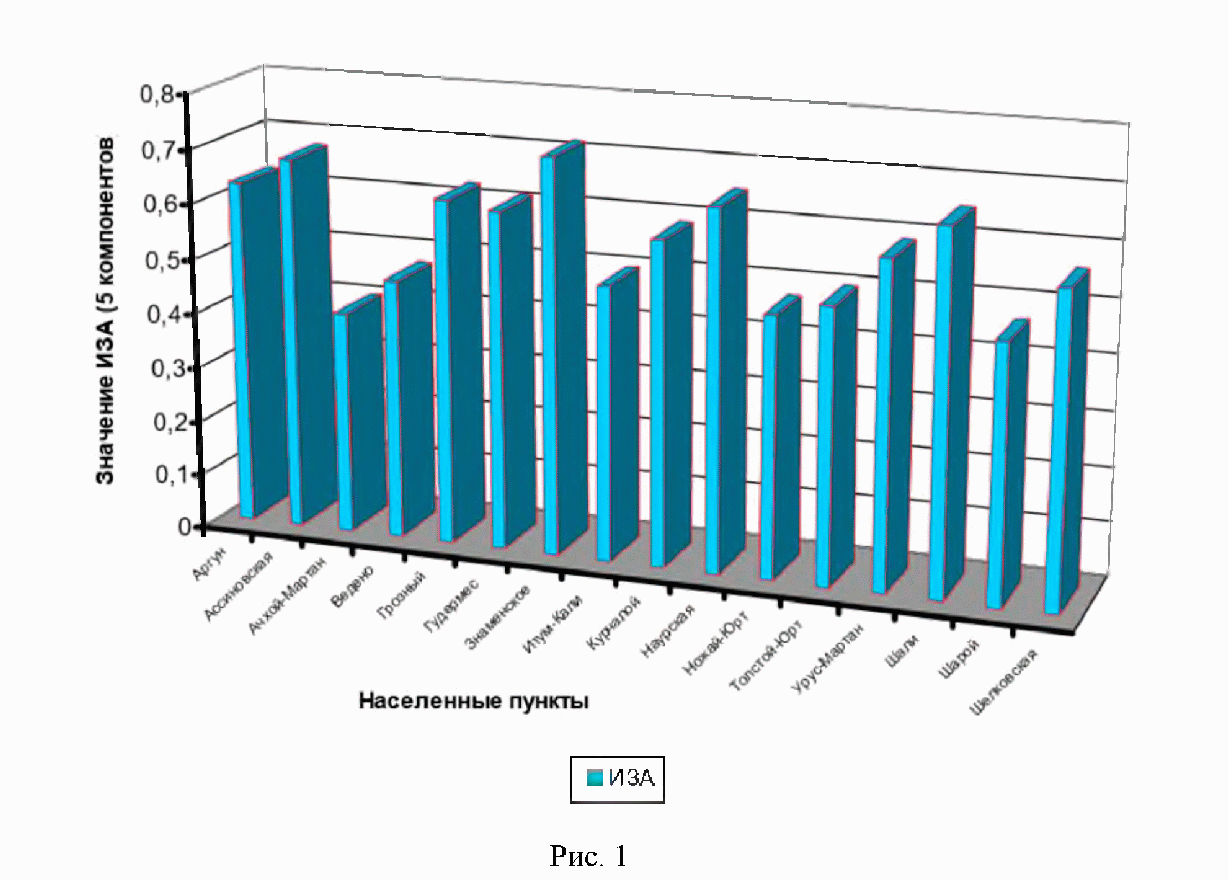 0,8
0,7
0,6
0,5
0,4
0,3
0,2
0,1
0
Значение ИЗА (5 компонентов
Аргун
Ассиновская
Ачхой-Мартан
Ведено
Грозный
Гудермес
Знаменское
Итум-Кали
Курчалой
Наурская
Ножай-Юрт
Толстой-Юрт
Урус-Мартан
Шали
Шарой
Шелковская
Населенные пункты
ИЗА
Рис. 1